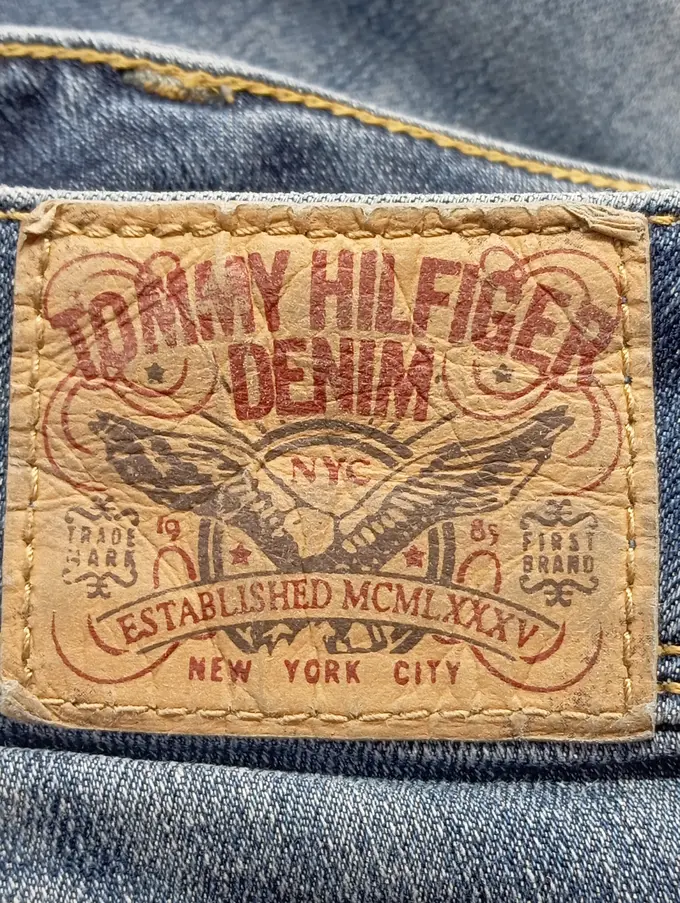 TOMMY HILFIGER
DENIM
NYC
TRADE
MARK
19
85
FIRST
BRAND
ESTABLISHED MCMLXXXV
NEW YORK CITY